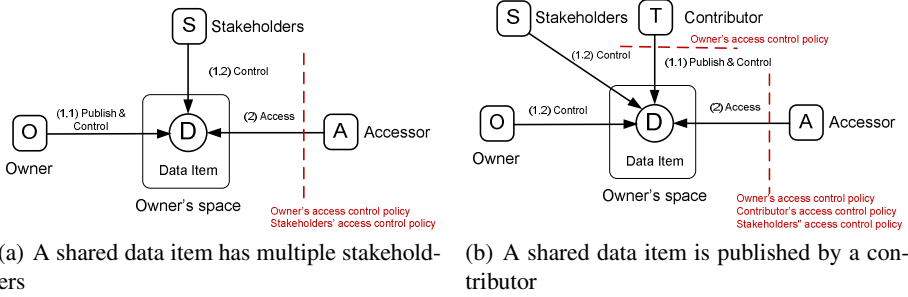 S Stakeholders
(1.2) Control
(1.1) Publish &
Control
(2) Access
O
D
A
Accessor
Owner
Data Item
Owner's space
Owner's access control policy
Stakeholders' access control policy
(a) A shared data item has multiple stakehold-
ers
S Stakeholders
T Contributor
Owner's access control policy
(1.2) Control
(1.1) Publish & Control
(1.2) Control
(2) Access
O
D
A
Accessor
Owner
Data Item
Owner's space
Owner's access control policy
Contributor's access control policy
Stakeholders" access control policy
(b) A shared data item is published by a con-
tributor